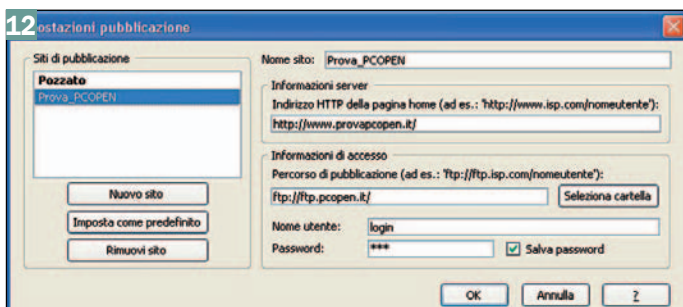 12
ostazioni pubblicazione
Siti di pubblicazione
Pozzato
Prova_PCOPEN
Nuovo sito
Imposta come predefinito
Rimuovi sito
Nome sito: Prova_PCOPEN
Informazioni server
Indirizzo HTTP della pagina home (ad es.: 'http://www.isp.com/nomeutente'):
http://www.provapcopen.it/
Informazioni di accesso
Percorso di pubblicazione (ad es.: 'ftp://ftp.isp.com/nomeutente'):
ftp://ftp.pcopen.it/ Seleziona cartella
Nome utente: login
Password: *** Salva password
OK Annulla ?